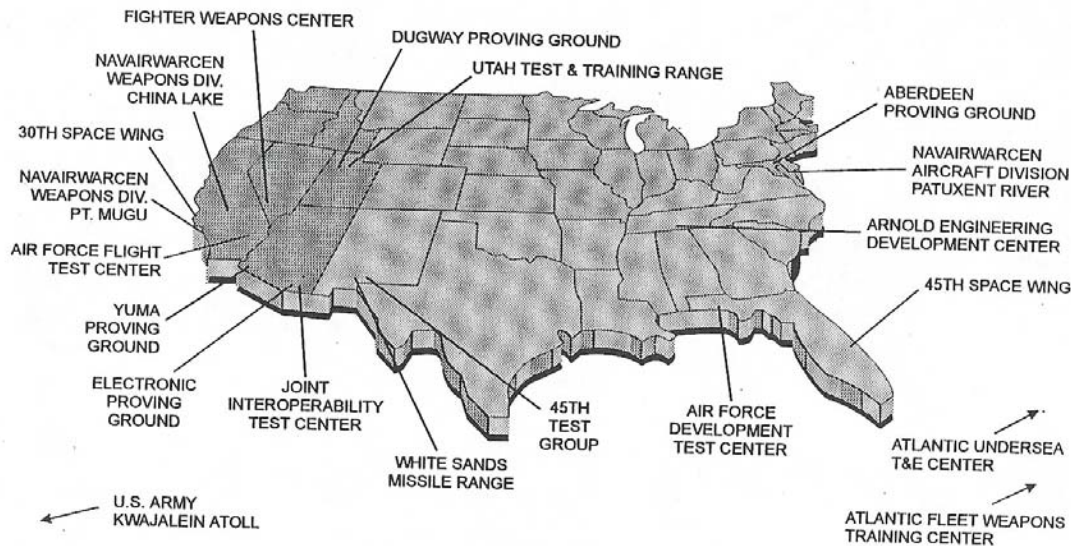 FIGHTER WEAPONS CENTER
DUGWAY PROVING GROUND
UTAH TEST & TRAINING RANGE
NAVAIRWARCEN
WEAPONS DIV.
CHINA LAKE
30TH SPACE WING
NAVAIRWARCEN
WEAPONS DIV.
PT. MUGU
AIR FORCE FLIGHT
TEST CENTER
YUMA
PROVING
GROUND
ELECTRONIC
PROVING
GROUND
JOINT
INTEROPERABILITY
TEST CENTER
WHITE SANDS
MISSILE RANGE
45TH
TEST
GROUP
AIR FORCE
DEVELOPMENT
TEST CENTER
ABERDEEN
PROVING GROUND
NAVAIRWARCEN
AIRCRAFT DIVISION
PATUXENT RIVER
ARNOLD ENGINEERING
DEVELOPMENT CENTER
45TH SPACE WING
ATLANTIC UNDERSEA
T&E CENTER
ATLANTIC FLEET WEAPONS
TRAINING CENTER
U.S. ARMY
KWAJALEIN ATOLL